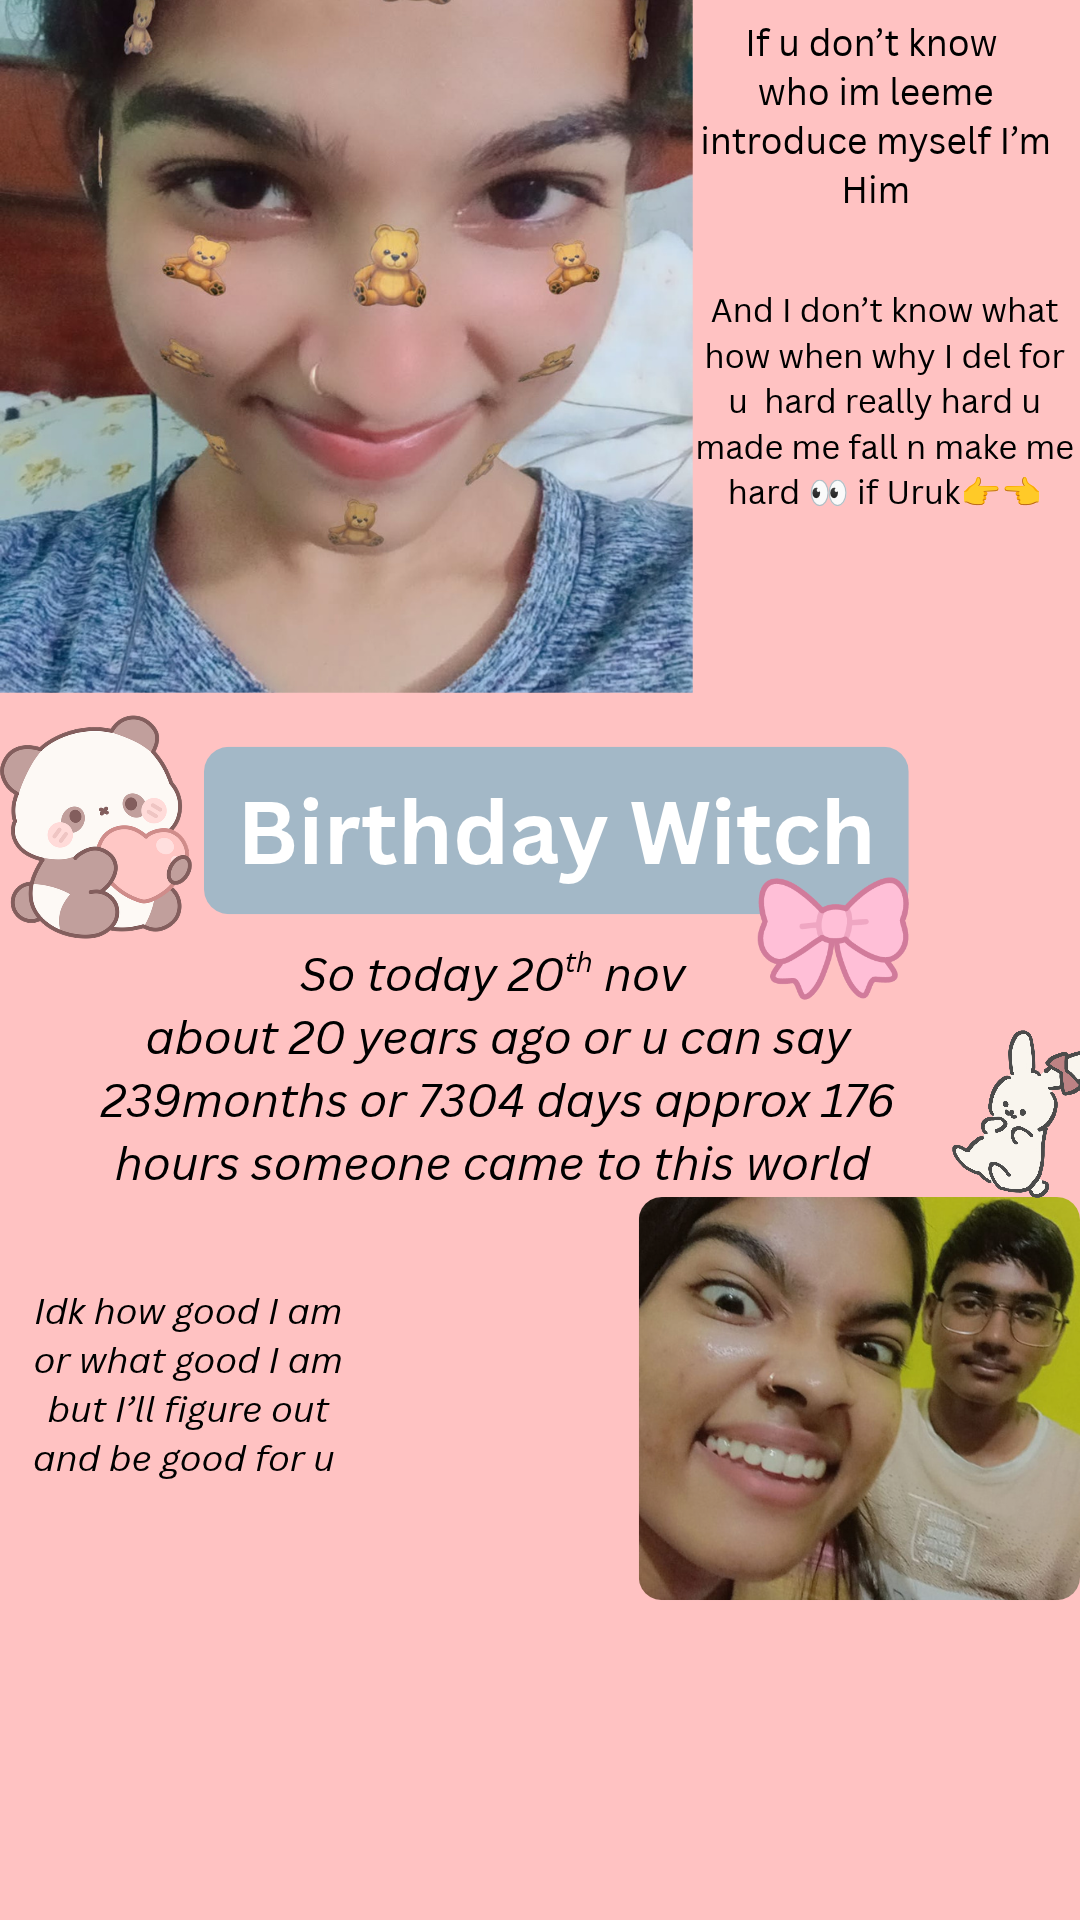 If u don’t know
who im leeme
introduce myself I’m
Him
And I don’t know what
how when why I del for
u hard really hard u
made me fall n make me
hard 👀 if Uruk👉👈
Birthday Witch
So today 20th nov
about 20 years ago or u can say
239months or 7304 days approx 176
hours someone came to this world
Idk how good I am
or what good I am
but I’ll figure out
and be good for u